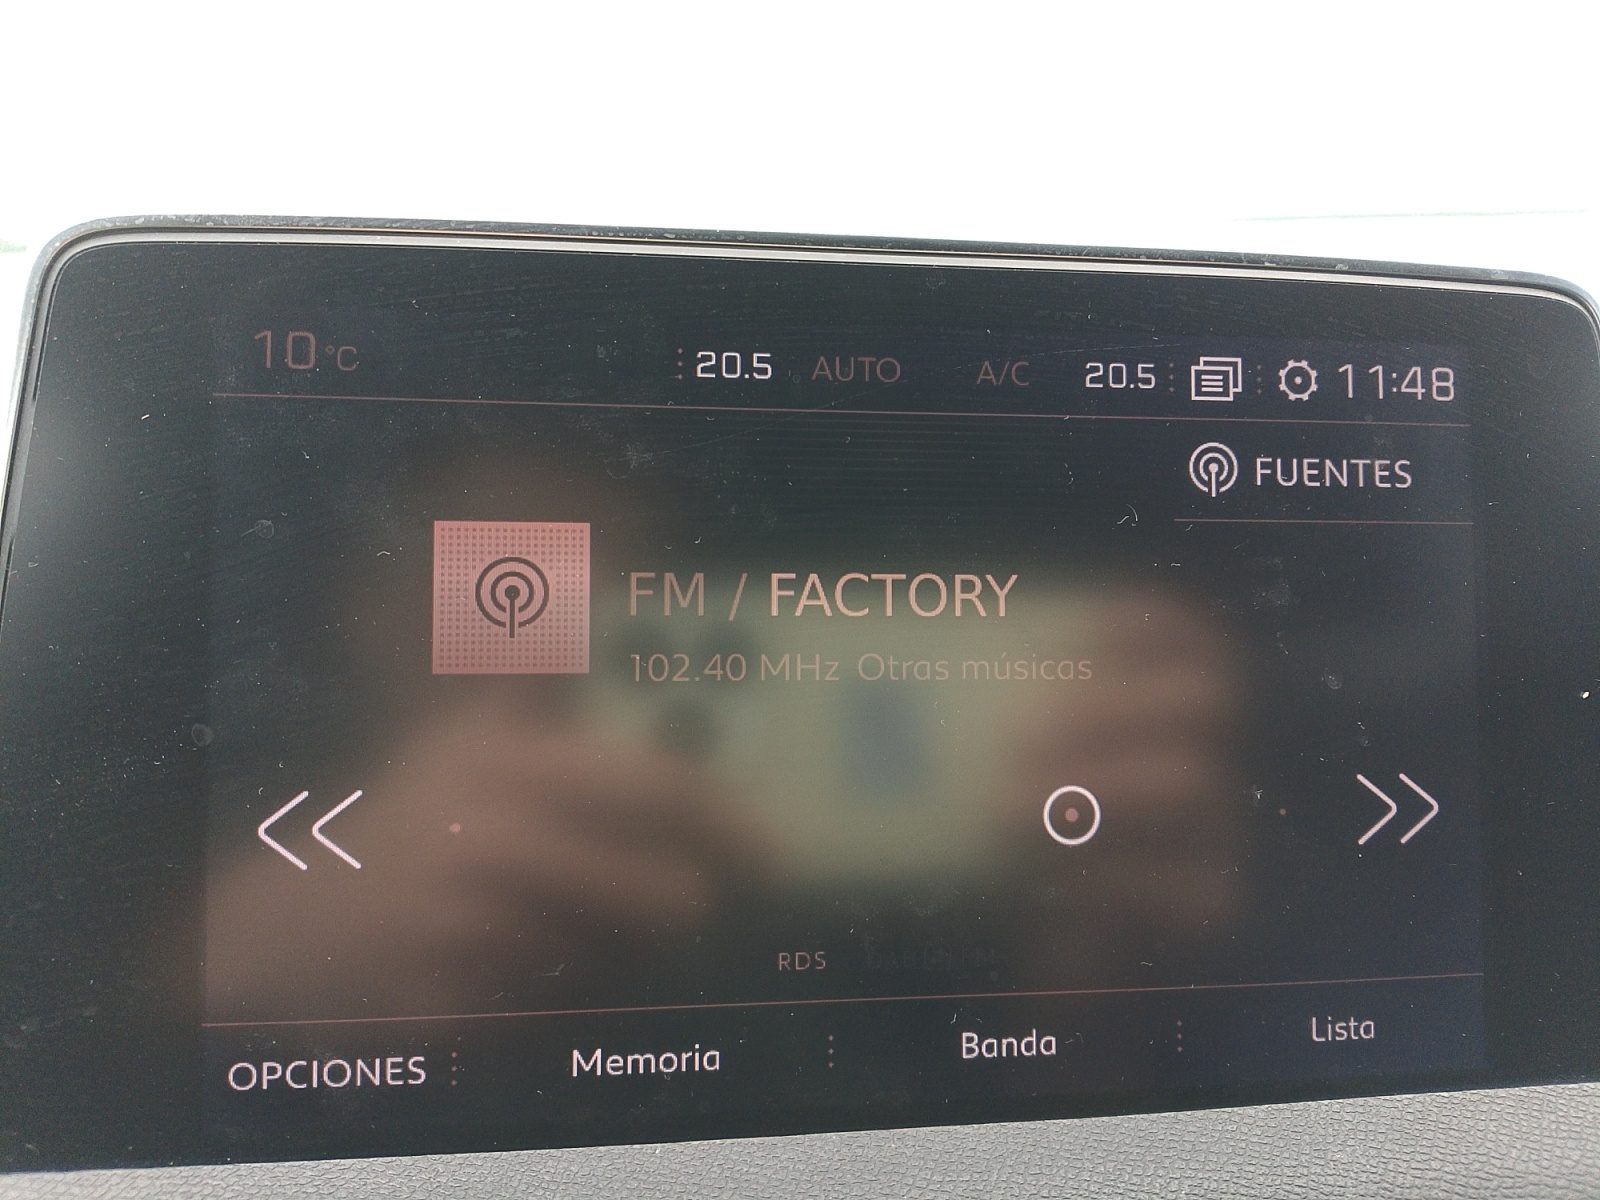 10 °C 20.5 AUTO A/C 20.5 11:48
FUENTES
FM / FACTORY
102.40 MHz Otras músicas
RDS
OPCIONES Memoria Banda Lista